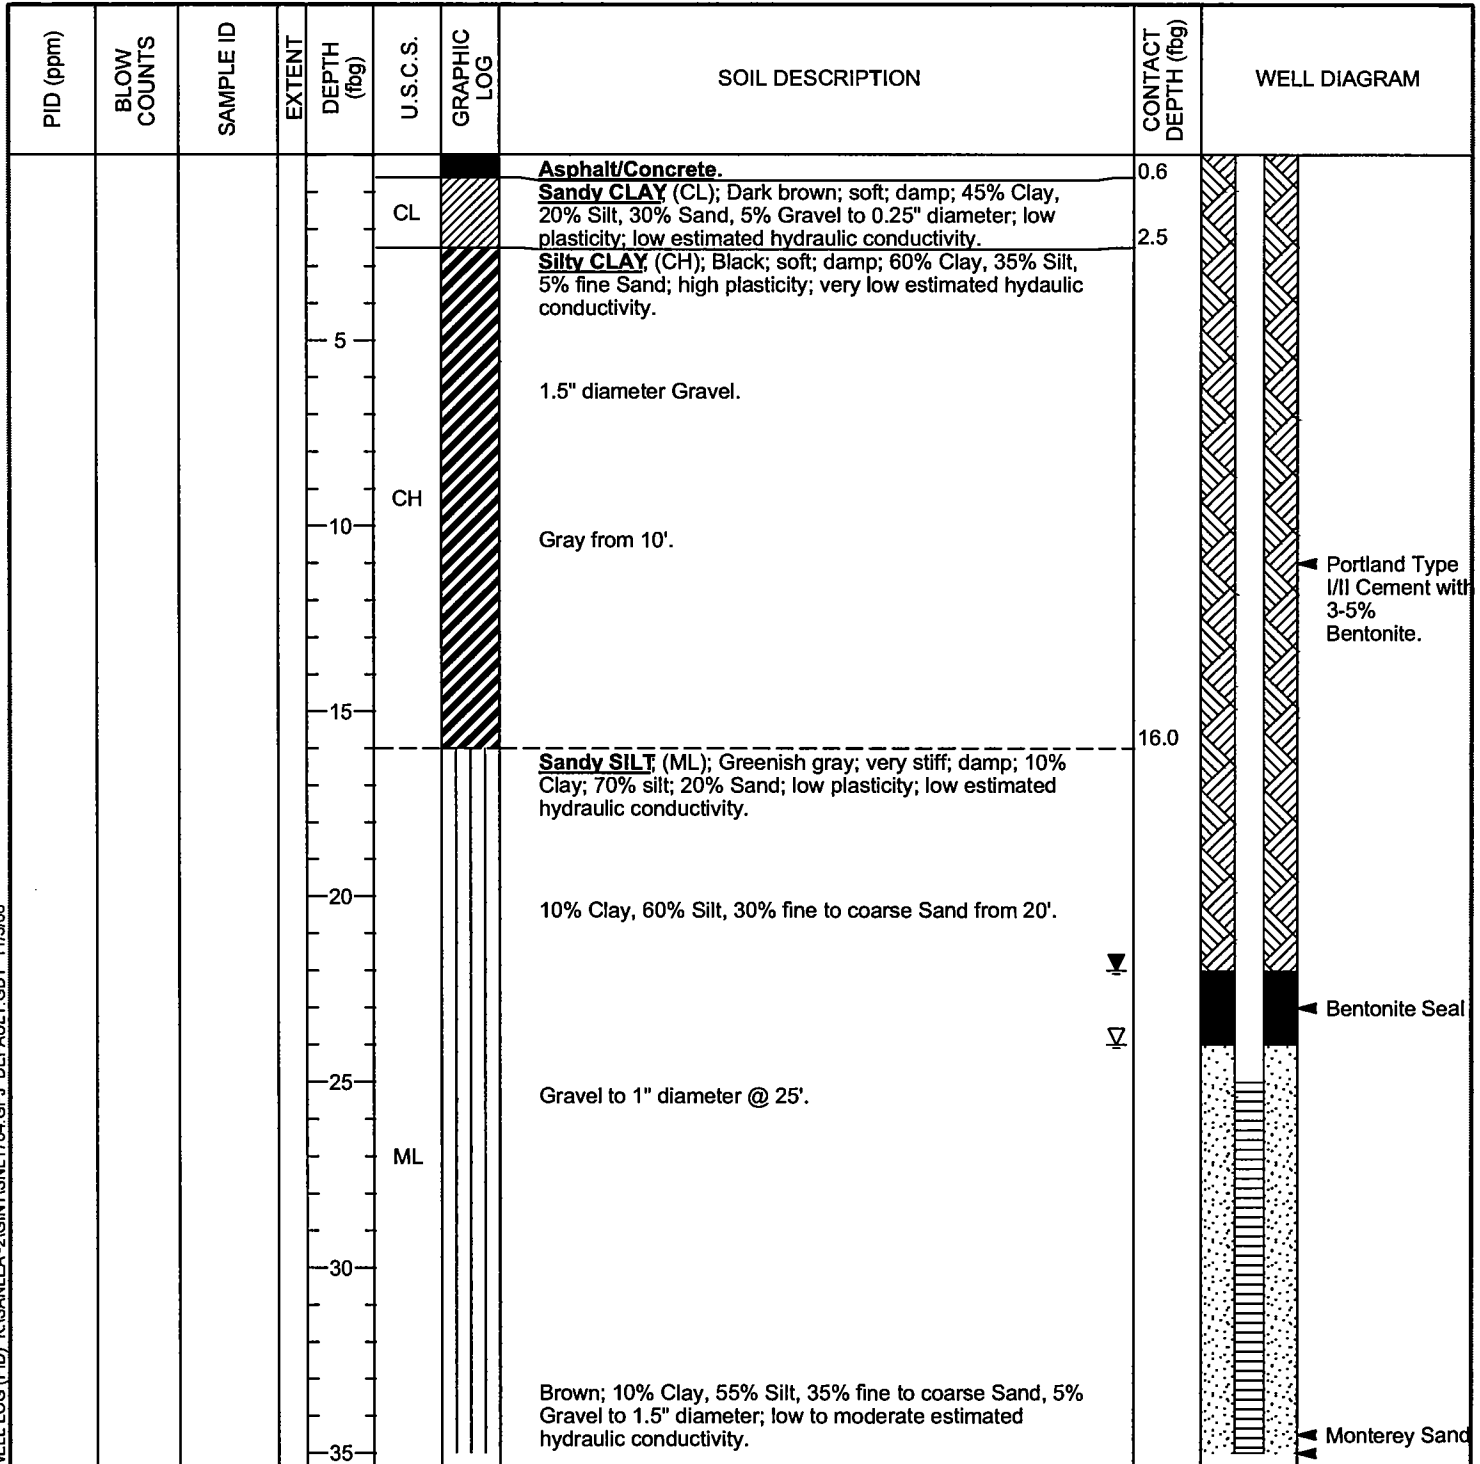 PID (ppm)
BLOW
COUNTS
SAMPLE ID
EXTENT
DEPTH
(fbg)
U.S.C.S.
GRAPHIC
LOG
SOIL DESCRIPTION
CONTACT
DEPTH (fbg)
WELL DIAGRAM
Asphalt/Concrete.
0.6
CL
Sandy CLAY, (CL); Dark brown; soft; damp; 45% Clay,
20% Silt, 30% Sand, 5% Gravel to 0.25" diameter; low
plasticity; low estimated hydraulic conductivity.
2.5
Silty CLAY, (CH); Black; soft; damp; 60% Clay, 35% Silt,
5% fine Sand; high plasticity; very low estimated hydaulic
conductivity.
5
1.5" diameter Gravel.
CH
10
Gray from 10'.
Portland Type
I/II Cement with
3-5%
Bentonite.
15
16.0
Sandy SILT, (ML); Greenish gray; very stiff; damp; 10%
Clay; 70% silt; 20% Sand; low plasticity; low estimated
hydraulic conductivity.
20
10% Clay, 60% Silt, 30% fine to coarse Sand from 20'.
Bentonite Seal
25
Gravel to 1" diameter @ 25'.
ML
30
Brown; 10% Clay, 55% Silt, 35% fine to coarse Sand, 5%
Gravel to 1.5" diameter; low to moderate estimated
hydraulic conductivity.
Monterey Sand
35
WELL LOG (PID)